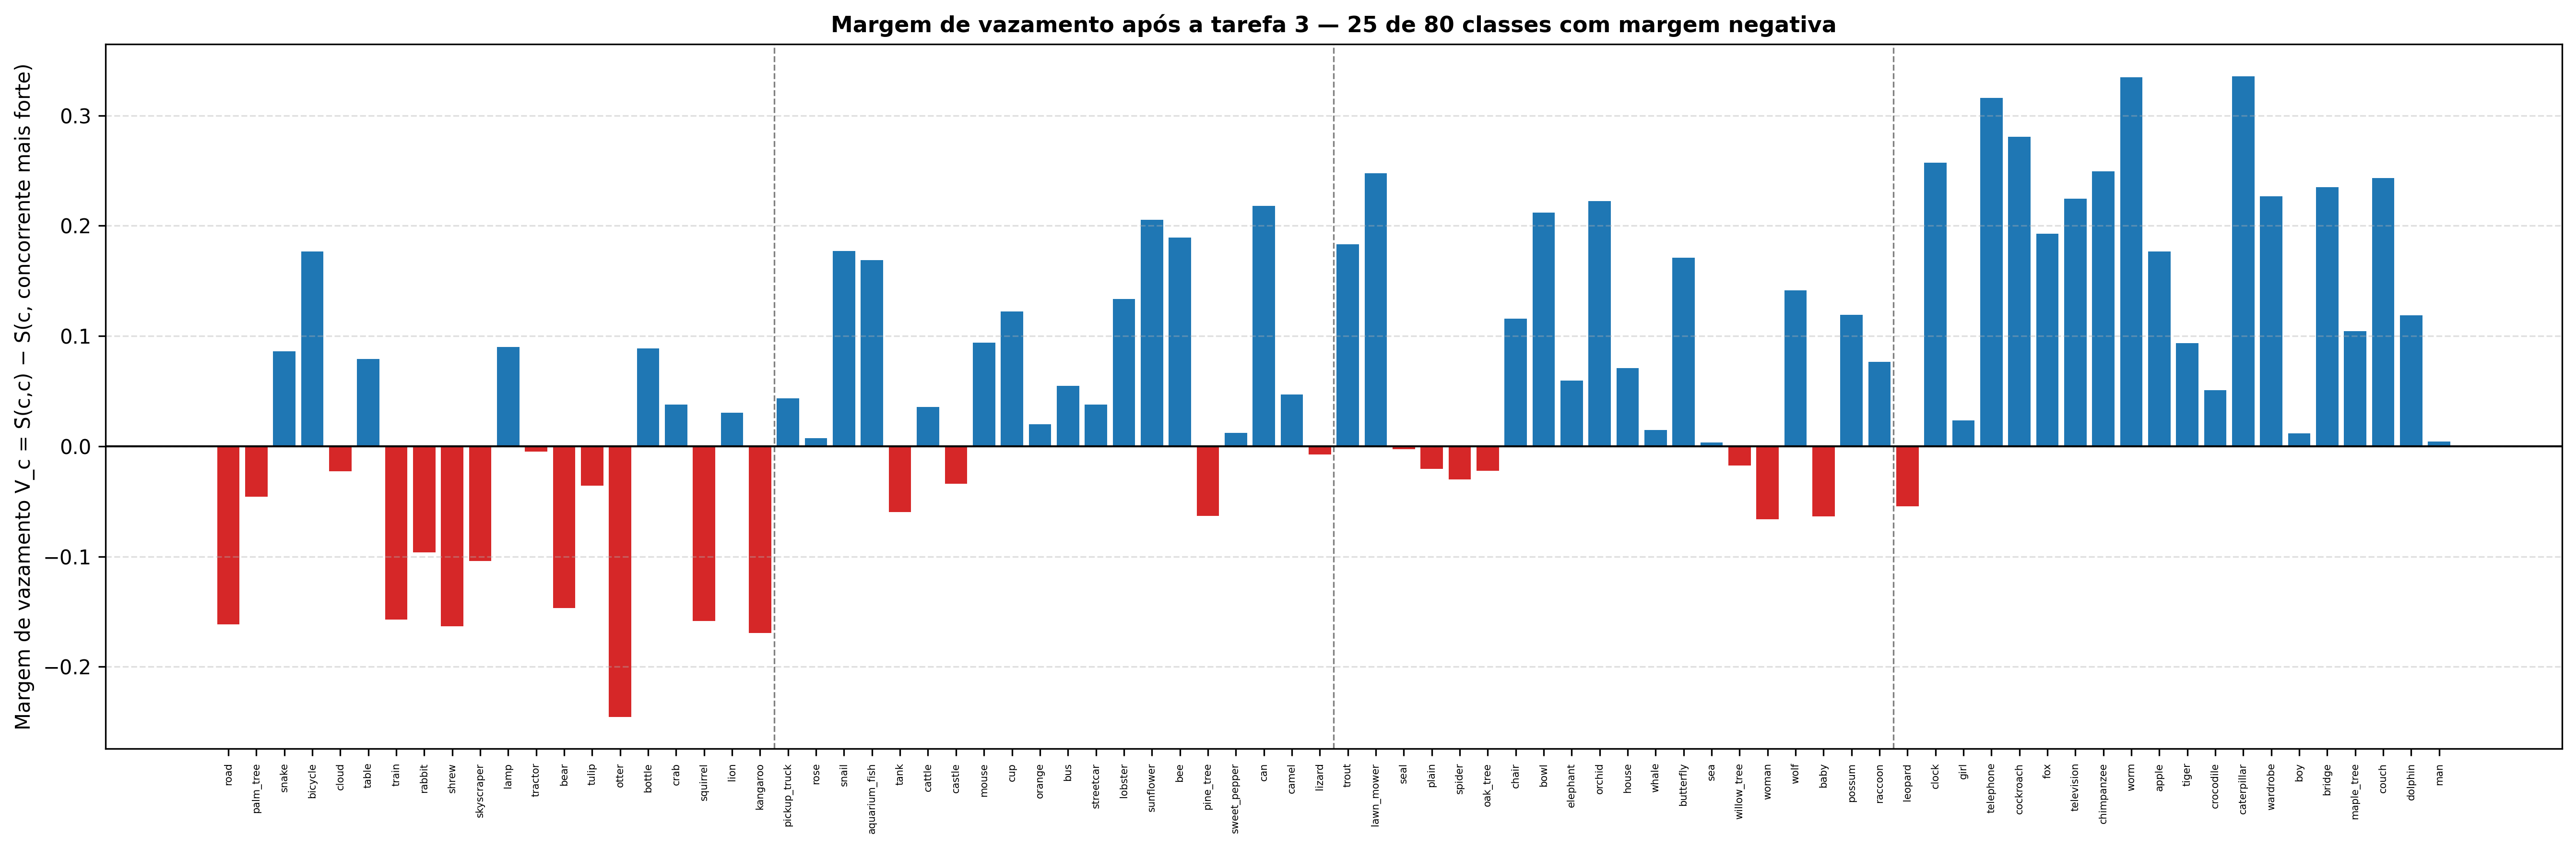 Margem de vazamento após a tarefa 3 — 25 de 80 classes com margem negativa
Margem de vazamento V_c = S(c,c) − S(c, concorrente mais forte)
0.3
0.2
0.1
0.0
−0.1
−0.2
road
palm_tree
snake
bicycle
cloud
table
train
rabbit
shrew
skyscraper
lamp
tractor
bear
tulip
otter
bottle
crab
squirrel
lion
kangaroo
pickup_truck
rose
snail
aquarium_fish
tank
cattle
castle
mouse
cup
orange
bus
streetcar
lobster
sunflower
bee
pine_tree
sweet_pepper
can
camel
lizard
trout
lawn_mower
seal
plain
spider
oak_tree
chair
bowl
elephant
orchid
house
whale
butterfly
sea
willow_tree
woman
wolf
baby
possum
raccoon
leopard
clock
girl
telephone
cockroach
fox
television
chimpanzee
worm
apple
tiger
crocodile
caterpillar
wardrobe
boy
bridge
maple_tree
couch
dolphin
man